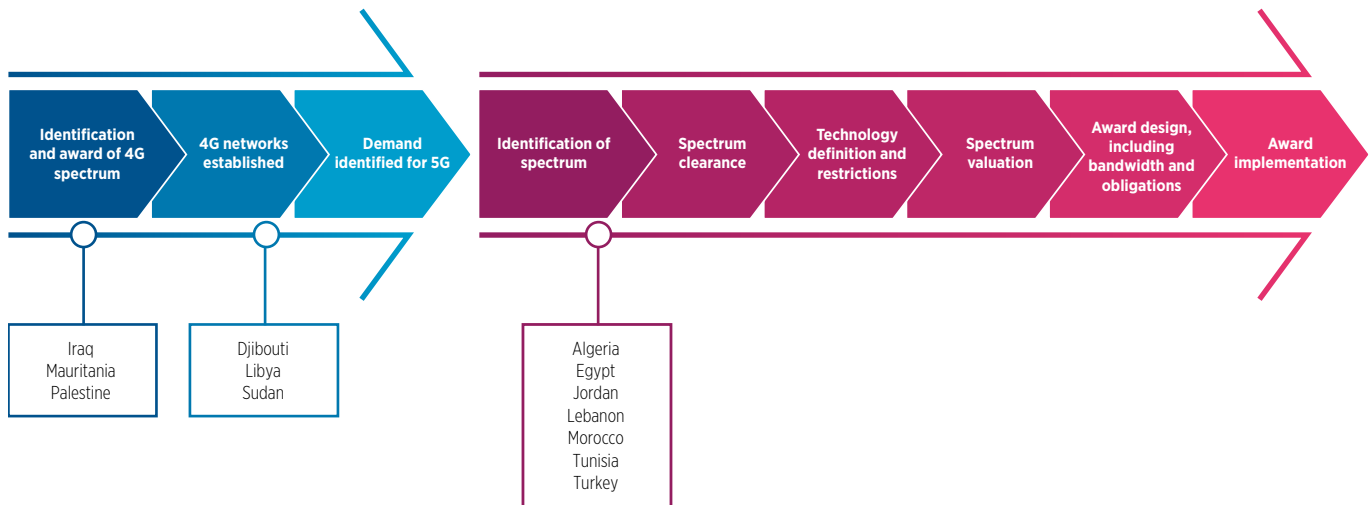 Identification
and award of 4G
spectrum
4G networks
established
Demand
identified for 5G
Identification of
spectrum
Spectrum
clearance
Technology
definition and
restrictions
Spectrum
valuation
Award design,
including
bandwidth and
obligations
Award
implementation
Iraq
Mauritania
Palestine
Djibouti
Libya
Sudan
Algeria
Egypt
Jordan
Lebanon
Morocco
Tunisia
Turkey